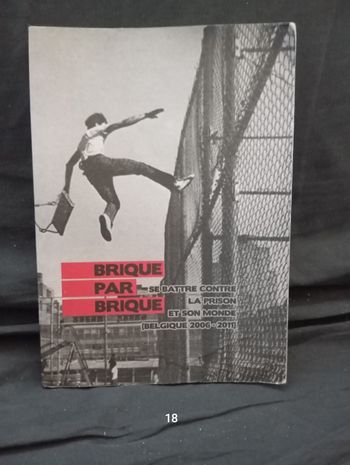 BRIQUE
PAR
BRIQUE
SE BATTRE CONTRE
LA PRISON
ET SON MONDE
[BELGIQUE 2006 - 2011]
18